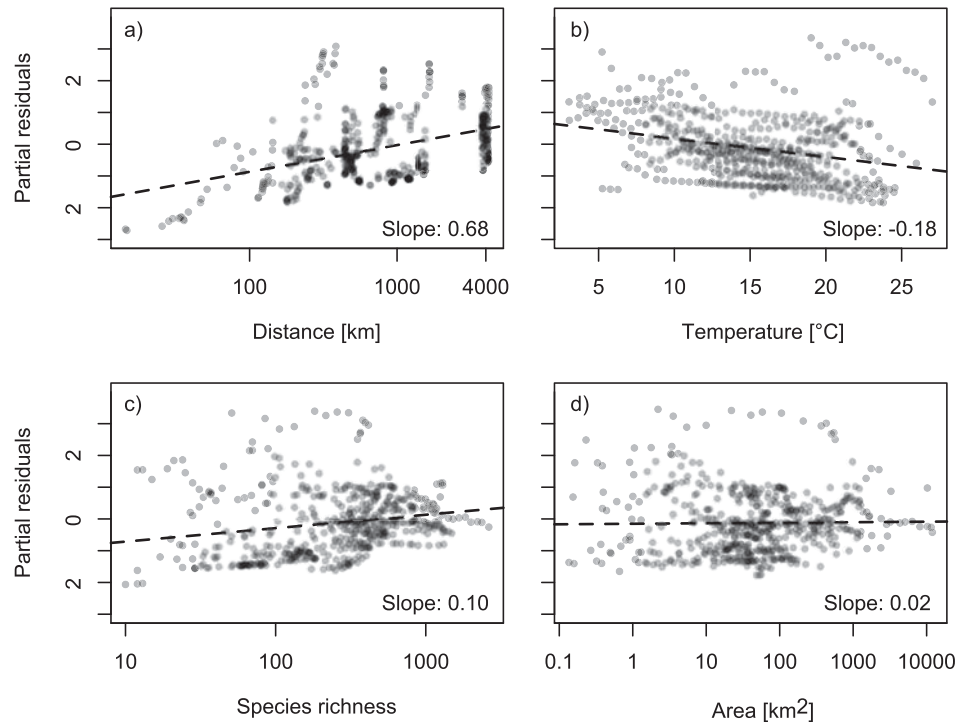 a)
Partial residuals
2
0
2
Slope: 0.68
100
1000
4000
Distance [km]
b)
Slope: -0.18
5
10
15
20
25
Temperature [°C]
c)
Partial residuals
2
0
2
Slope: 0.10
10
100
1000
Species richness
d)
Slope: 0.02
0.1
1
10
100
1000
10000
Area [km2]